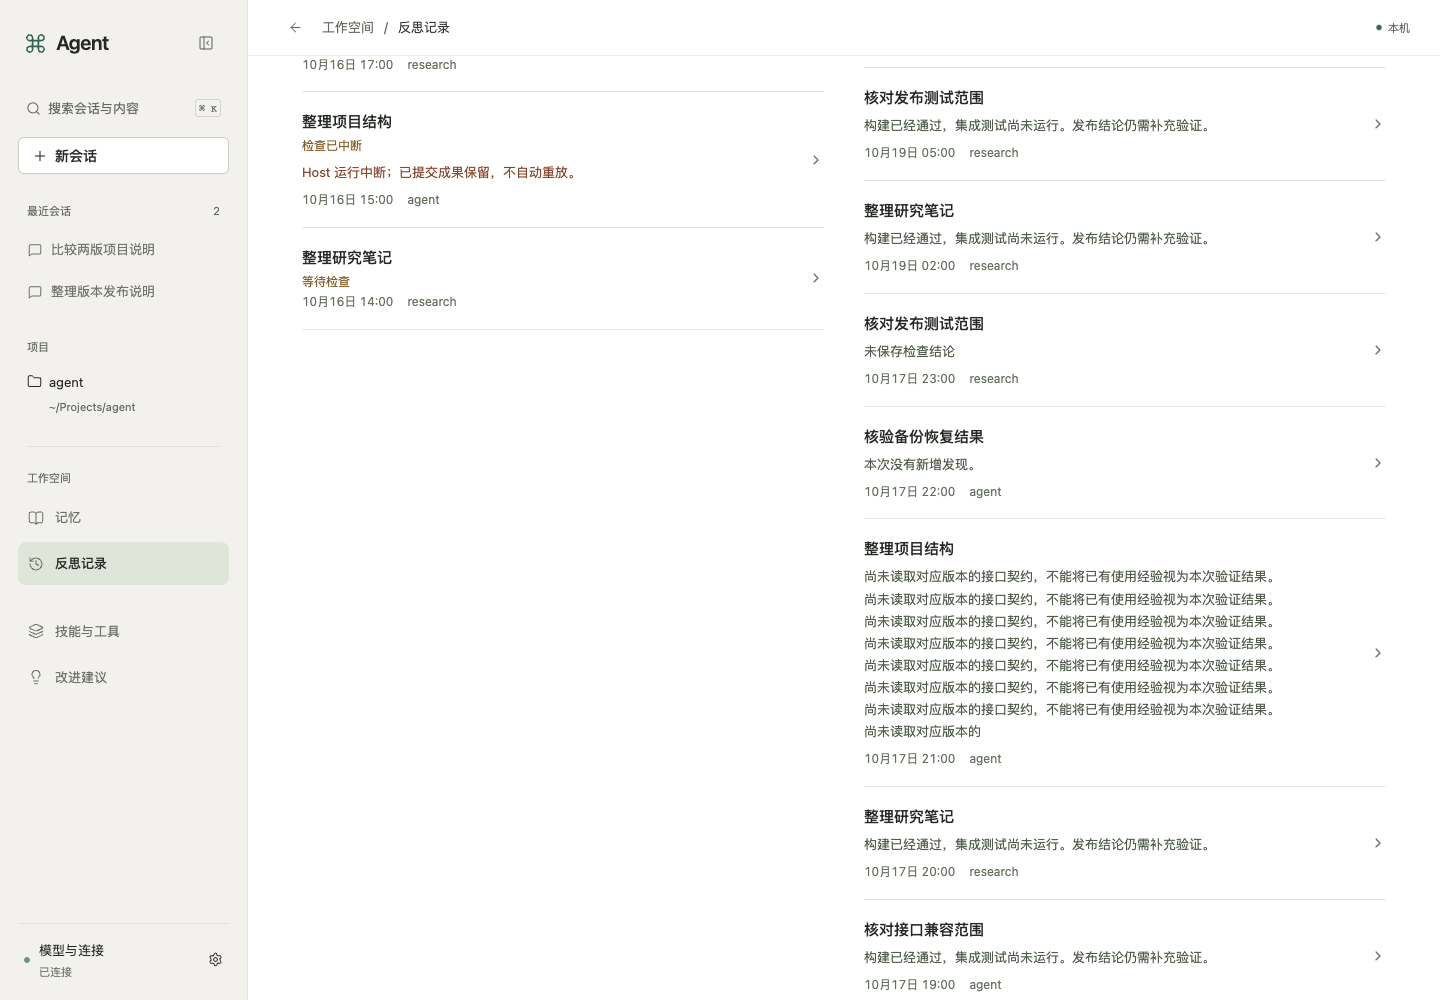 Agent
搜索会话与内容
⌘ K
新会话
最近会话
2
比较两版项目说明
整理版本发布说明
项目
agent
~/Projects/agent
工作空间
记忆
反思记录
技能与工具
改进建议
模型与连接
已连接
工作空间 / 反思记录
本机
10月16日 17:00 research
整理项目结构
检查已中断
Host 运行中断；已提交成果保留，不自动重放。
10月16日 15:00 agent
整理研究笔记
等待检查
10月16日 14:00 research
核对发布测试范围
构建已经通过，集成测试尚未运行。发布结论仍需补充验证。
10月19日 05:00 research
整理研究笔记
构建已经通过，集成测试尚未运行。发布结论仍需补充验证。
10月19日 02:00 research
核对发布测试范围
未保存检查结论
10月17日 23:00 research
核验备份恢复结果
本次没有新增发现。
10月17日 22:00 agent
整理项目结构
尚未读取对应版本的接口契约，不能将已有使用经验视为本次验证结果。
尚未读取对应版本的接口契约，不能将已有使用经验视为本次验证结果。
尚未读取对应版本的接口契约，不能将已有使用经验视为本次验证结果。
尚未读取对应版本的接口契约，不能将已有使用经验视为本次验证结果。
尚未读取对应版本的接口契约，不能将已有使用经验视为本次验证结果。
尚未读取对应版本的接口契约，不能将已有使用经验视为本次验证结果。
尚未读取对应版本的接口契约，不能将已有使用经验视为本次验证结果。
尚未读取对应版本的
10月17日 21:00 agent
整理研究笔记
构建已经通过，集成测试尚未运行。发布结论仍需补充验证。
10月17日 20:00 research
核对接口兼容范围
构建已经通过，集成测试尚未运行。发布结论仍需补充验证。
10月17日 19:00 agent